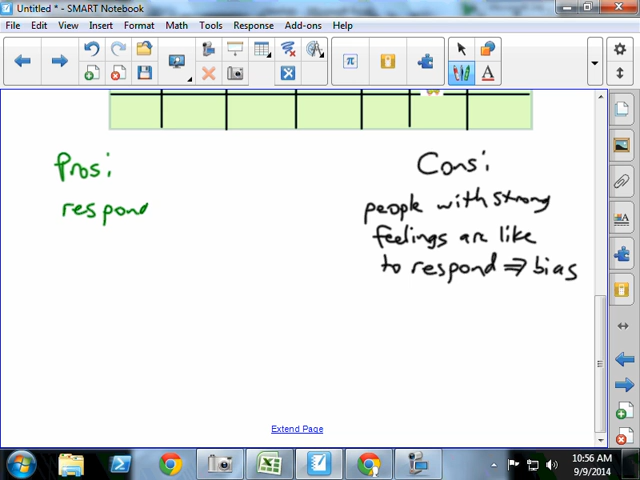 Untitled * - SMART Notebook
File Edit View Insert Format Math Tools Response Add-ons Help
Pros:
respond
Cons:
people with strong
feelings are like
to respond ⇒ bias
Extend Page
10:56 AM
9/9/2014